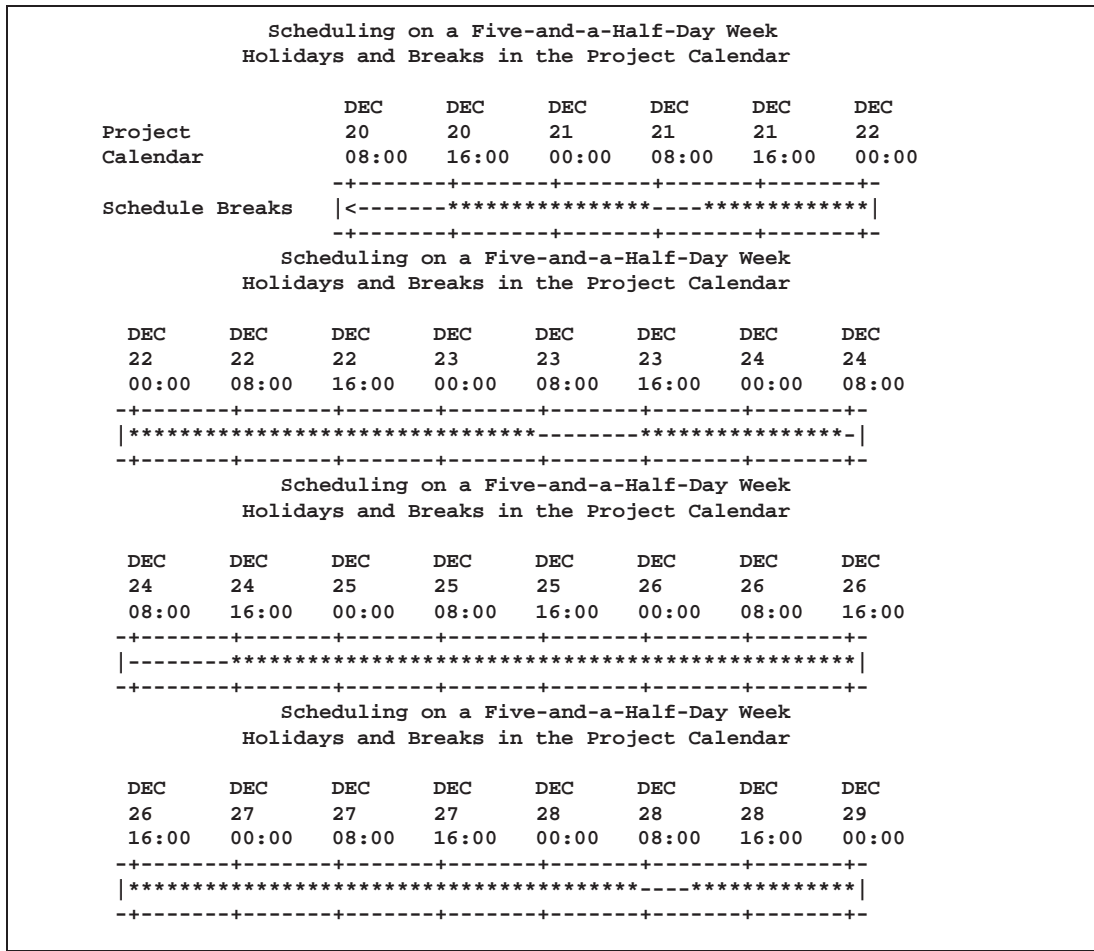 Scheduling on a Five-and-a-Half-Day Week
Holidays and Breaks in the Project Calendar
DEC DEC DEC DEC DEC DEC
Project 20 20 21 21 21 22
Calendar 08:00 16:00 00:00 08:00 16:00 00:00
-+-------+-------+-------+-------+-------+-
Schedule Breaks |<-------****************----*************|
-+-------+-------+-------+-------+-------+-
Scheduling on a Five-and-a-Half-Day Week
Holidays and Breaks in the Project Calendar
DEC DEC DEC DEC DEC DEC DEC DEC
22 22 22 23 23 23 24 24
00:00 08:00 16:00 00:00 08:00 16:00 00:00 08:00
-+-------+-------+-------+-------+-------+-------+-------+-
|********************************--------****************-|
-+-------+-------+-------+-------+-------+-------+-------+-
Scheduling on a Five-and-a-Half-Day Week
Holidays and Breaks in the Project Calendar
DEC DEC DEC DEC DEC DEC DEC DEC
24 24 25 25 25 26 26 26
08:00 16:00 00:00 08:00 16:00 00:00 08:00 16:00
-+-------+-------+-------+-------+-------+-------+-------+-
|--------*************************************************|
-+-------+-------+-------+-------+-------+-------+-------+-
Scheduling on a Five-and-a-Half-Day Week
Holidays and Breaks in the Project Calendar
DEC DEC DEC DEC DEC DEC DEC DEC
26 27 27 27 28 28 28 29
16:00 00:00 08:00 16:00 00:00 08:00 16:00 00:00
-+-------+-------+-------+-------+-------+-------+-------+-
|****************************************----*************|
-+-------+-------+-------+-------+-------+-------+-------+-